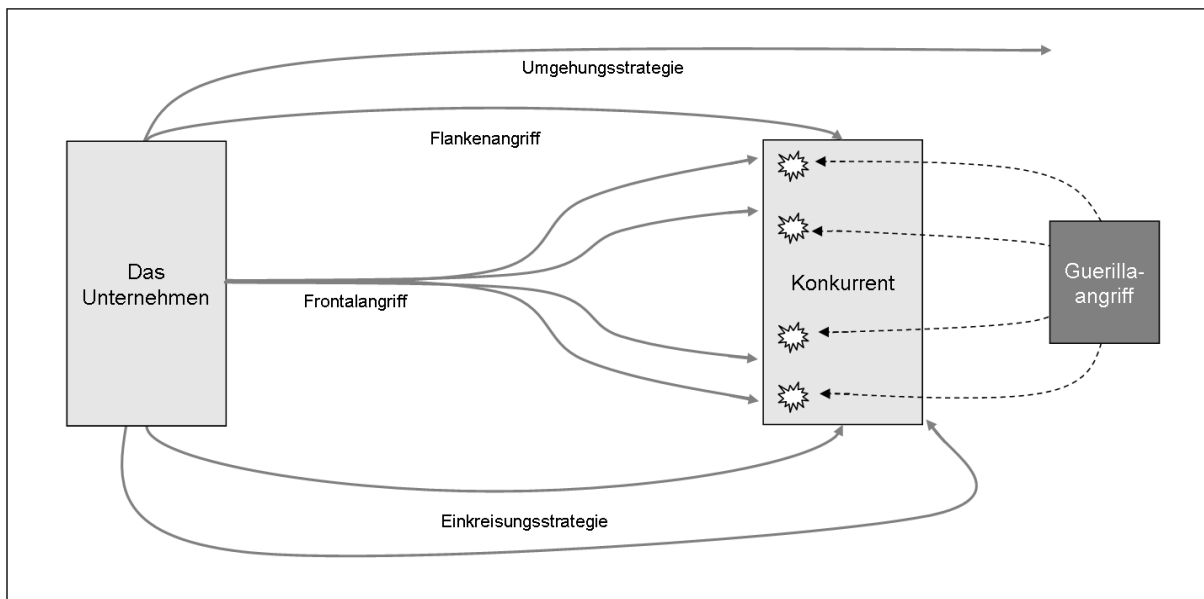 Umgehungsstrategie
Flankenangriff
Das
Unternehmen
Frontalangriff
Konkurrent
Guerilla-
angriff
Einkreisungsstrategie